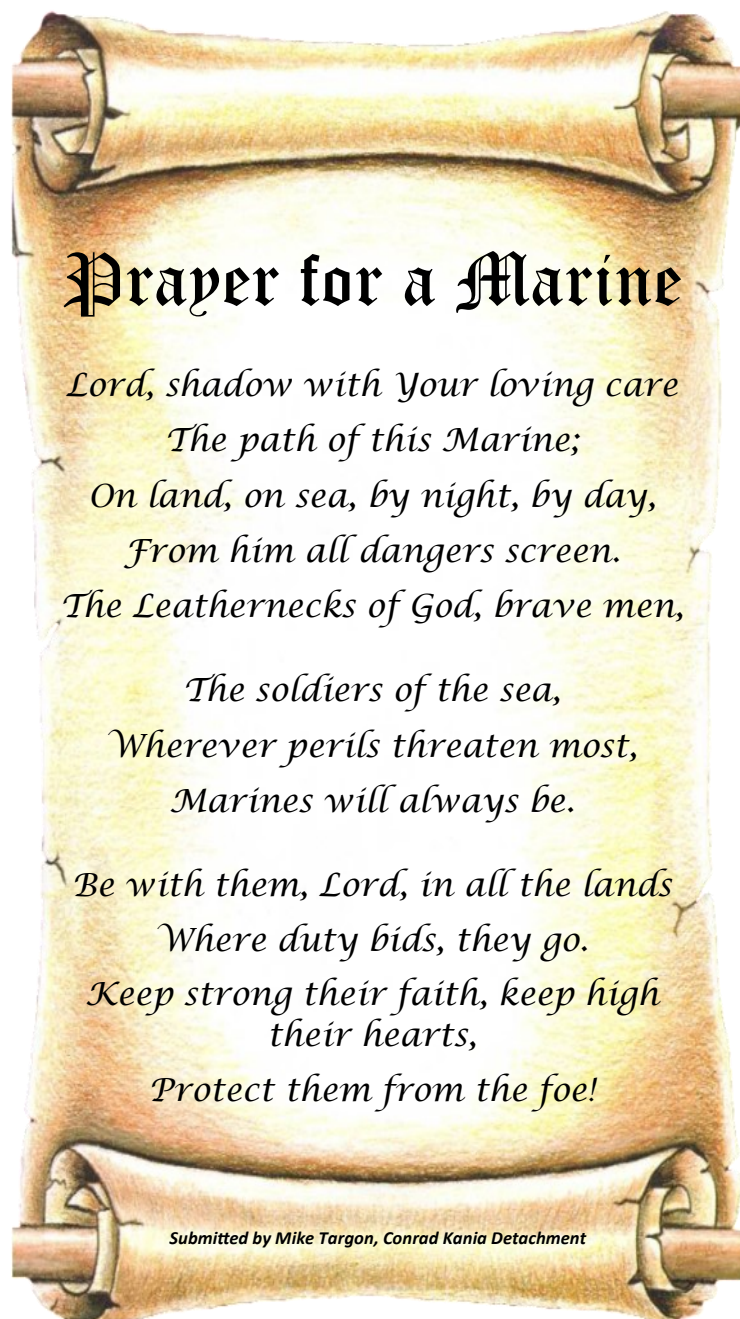 Prayer for a Marine
Lord, shadow with Your loving care
The path of this Marine;
On land, on sea, by night, by day,
From him all dangers screen.
The Leathernecks of God, brave men,
The soldiers of the sea,
Wherever perils threaten most,
Marines will always be.
Be with them, Lord, in all the lands
Where duty bids, they go.
Keep strong their faith, keep high
their hearts,
Protect them from the foe!
Submitted by Mike Targon, Conrad Kania Detachment